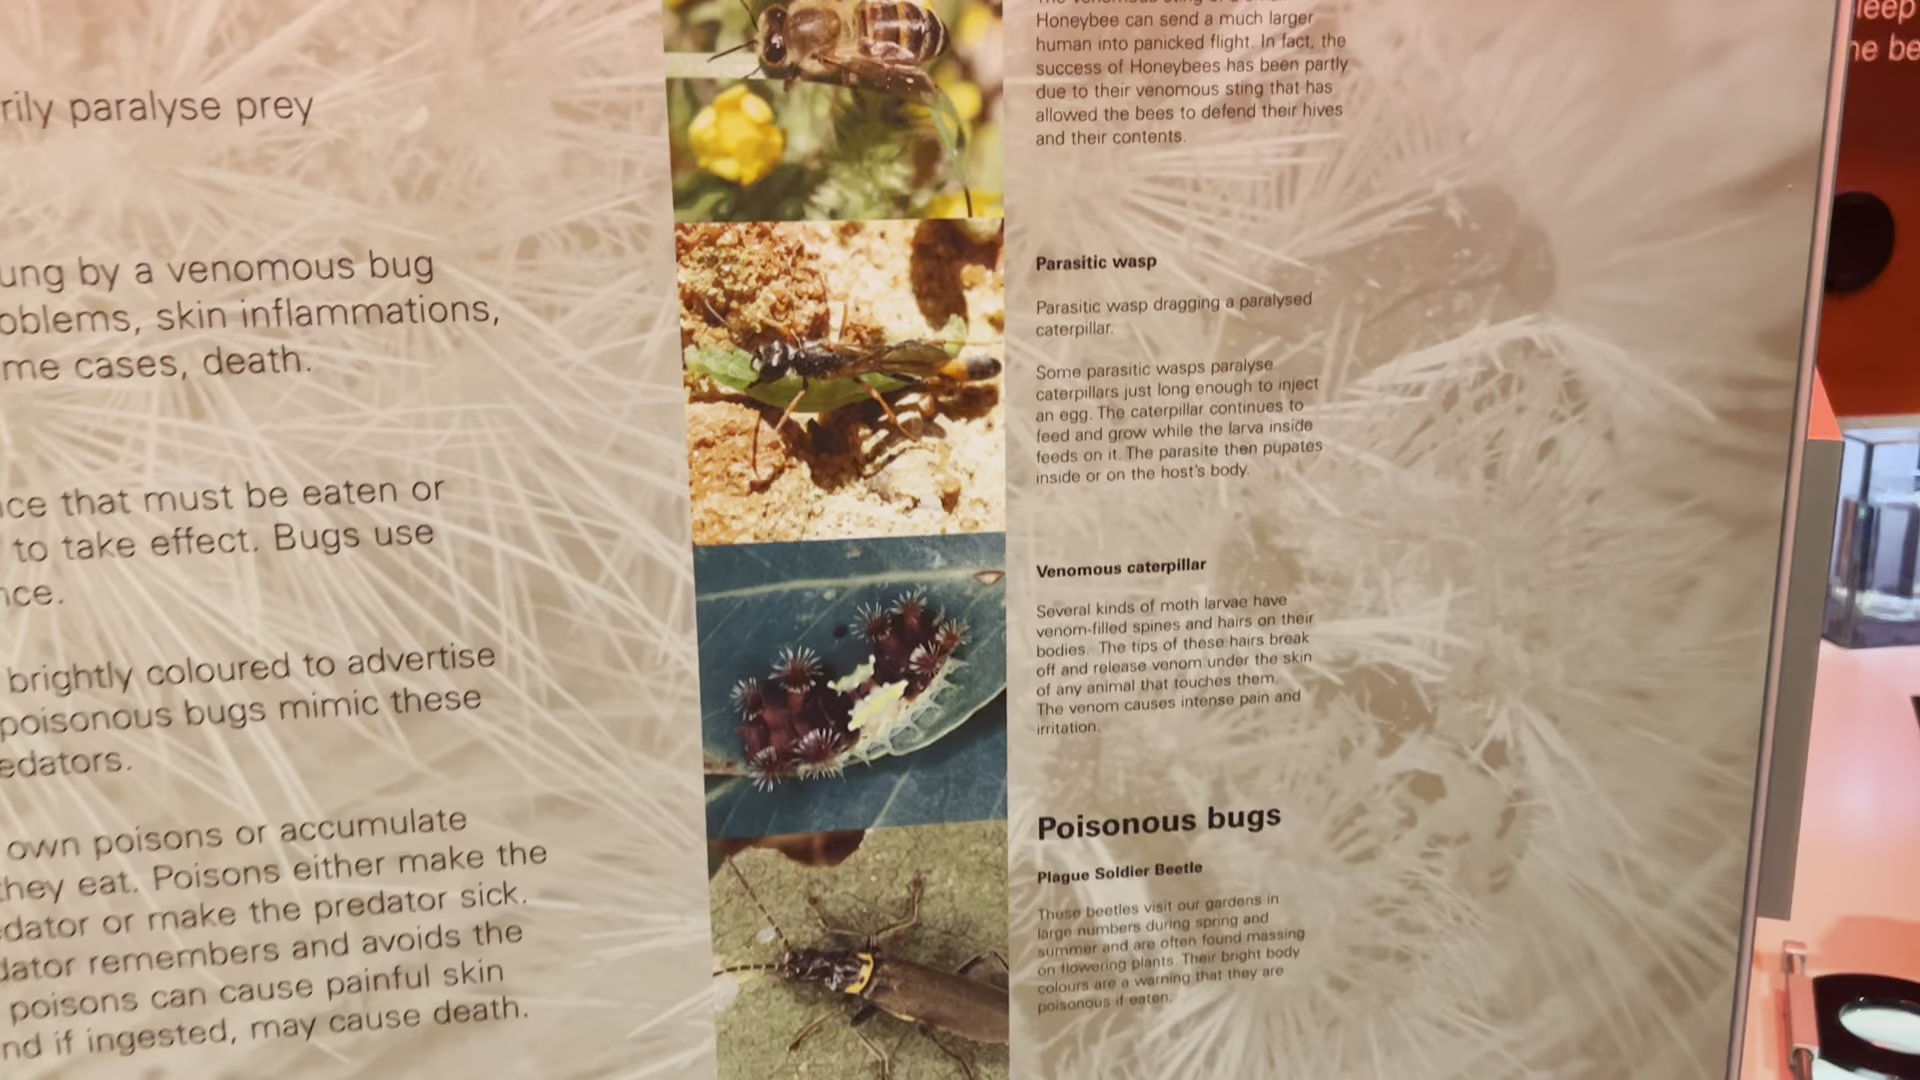 rily paralyse prey
ung by a venomous bug
oblems, skin inflammations,
me cases, death.
ce that must be eaten or
to take effect. Bugs use
nce.
brightly coloured to advertise
poisonous bugs mimic these
edators.
own poisons or accumulate
they eat. Poisons either make the
dator or make the predator sick.
dator remembers and avoids the
poisons can cause painful skin
nd if ingested, may cause death.
Honeybee can send a much larger
human into panicked flight. In fact, the
success of Honeybees has been partly
due to their venomous sting that has
allowed the bees to defend their hives
and their contents.
Parasitic wasp
Parasitic wasp dragging a paralysed
caterpillar.
Some parasitic wasps paralyse
caterpillars just long enough to inject
an egg. The caterpillar continues to
feed and grow while the larva inside
feeds on it. The parasite then pupates
inside or on the host's body.
Venomous caterpillar
Several kinds of moth larvae have
venom-filled spines and hairs on their
bodies. The tips of these hairs break
off and release venom under the skin
of any animal that touches them.
The venom causes intense pain and
irritation.
Poisonous bugs
Plague Soldier Beetle
These beetles visit our gardens in
large numbers during spring and
summer and are often found massing
on flowering plants. Their bright body
colours are a warning that they are
poisonous if eaten.
leep
he be